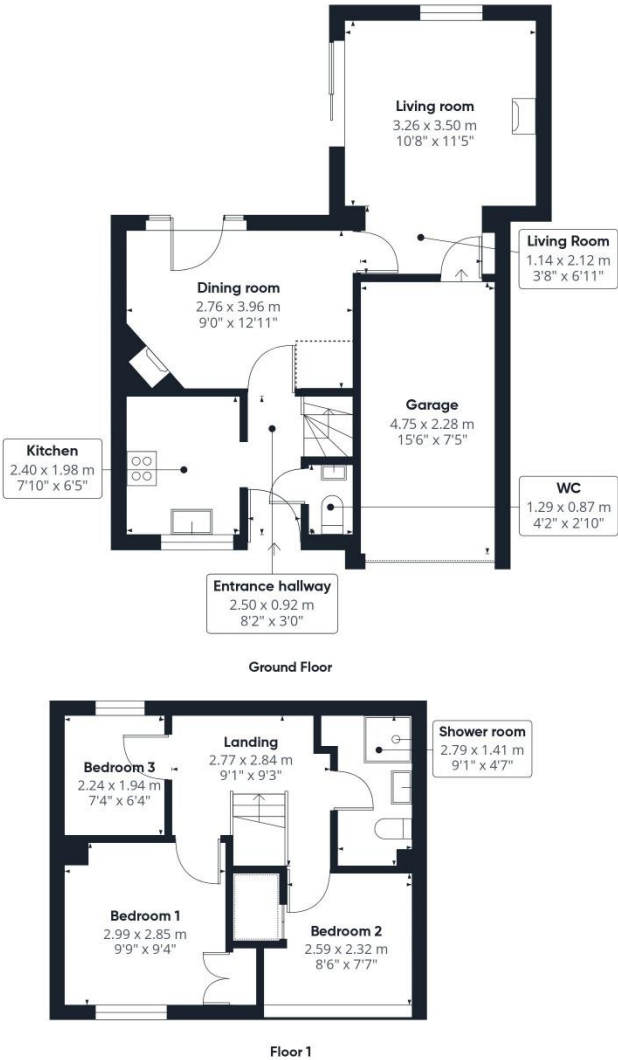 Living room
3.26 x 3.50 m
10'8" x 11'5"
Living Room
1.14 x 2.12 m
3'8" x 6'11"
Dining room
2.76 x 3.96 m
9'0" x 12'11"
Garage
4.75 x 2.28 m
15'6" x 7'5"
Kitchen
2.40 x 1.98 m
7'10" x 6'5"
WC
1.29 x 0.87 m
4'2" x 2'10"
Entrance hallway
2.50 x 0.92 m
8'2" x 3'0"
Ground Floor
Landing
2.77 x 2.84 m
9'1" x 9'3"
Shower room
2.79 x 1.41 m
9'1" x 4'7"
Bedroom 3
2.24 x 1.94 m
7'4" x 6'4"
Bedroom 1
2.99 x 2.85 m
9'9" x 9'4"
Bedroom 2
2.59 x 2.32 m
8'6" x 7'7"
Floor 1